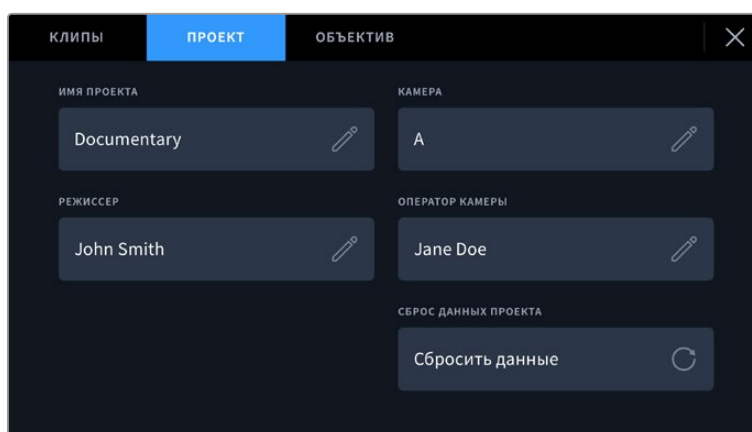 КЛИПЫ ПРОЕКТ ОБЪЕКТИВ
ИМЯ ПРОЕКТА КАМЕРА
Documentary A
РЕЖИССЕР ОПЕРАТОР КАМЕРЫ
John Smith Jane Doe
СБРОС ДАННЫХ ПРОЕКТА
Сбросить данные